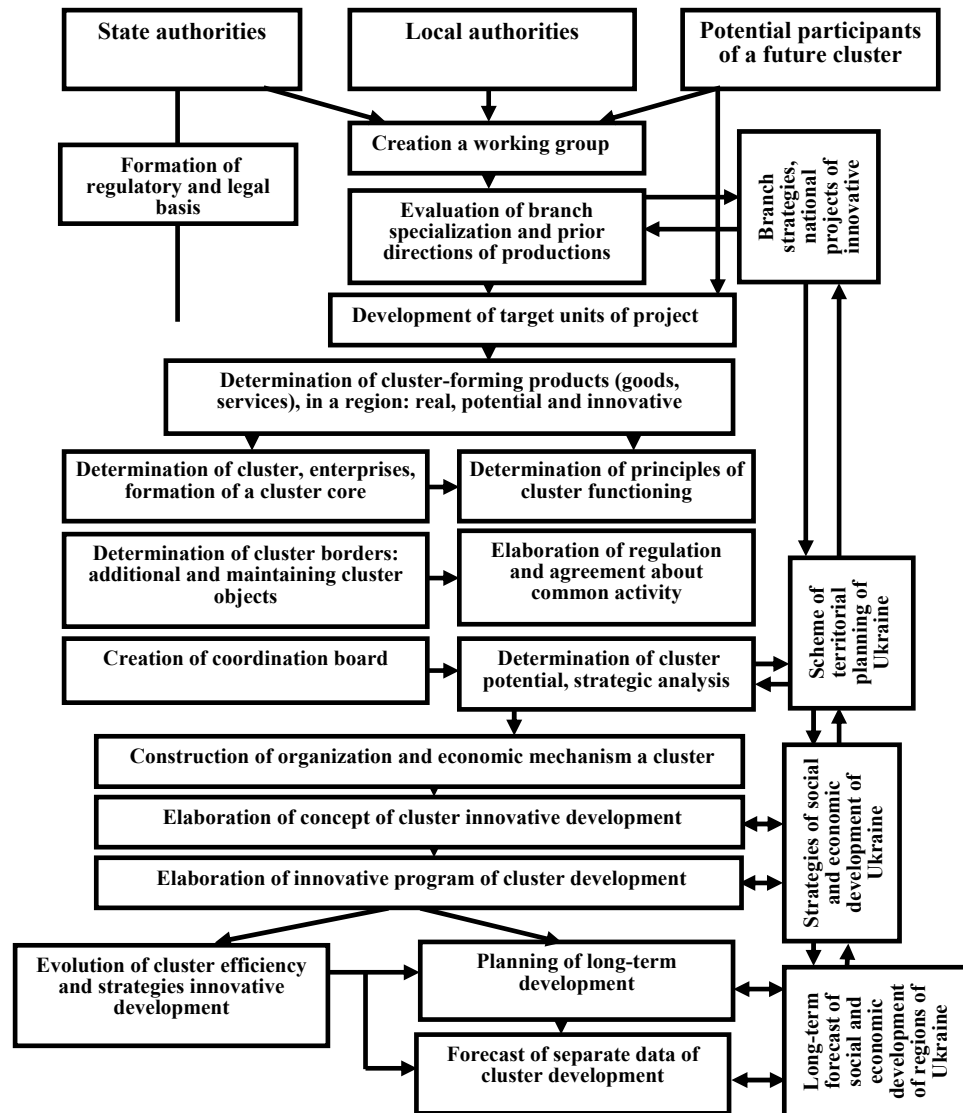 State authorities
Local authorities
Potential participants
of a future cluster
Creation a working group
Formation of
regulatory and legal
basis
Evaluation of branch
specialization and prior
directions of productions
Branch
strategies,
national
projects of
innovative
Development of target units of project
Determination of cluster-forming products (goods,
services), in a region: real, potential and innovative
Determination of cluster, enterprises,
formation of a cluster core
Determination of principles of
cluster functioning
Determination of cluster borders:
additional and maintaining cluster
objects
Elaboration of regulation
and agreement about
common activity
Scheme of
territorial
planning of
Ukraine
Creation of coordination board
Determination of cluster
potential, strategic analysis
Construction of organization and economic mechanism a cluster
Elaboration of concept of cluster innovative development
Elaboration of innovative program of cluster development
Strategies of social
and economic
development of
Ukraine
Evolution of cluster efficiency
and strategies innovative
development
Planning of long-term
development
Forecast of separate data of
cluster development
Long-term
forecast of
social and
economic
development
of regions of
Ukraine